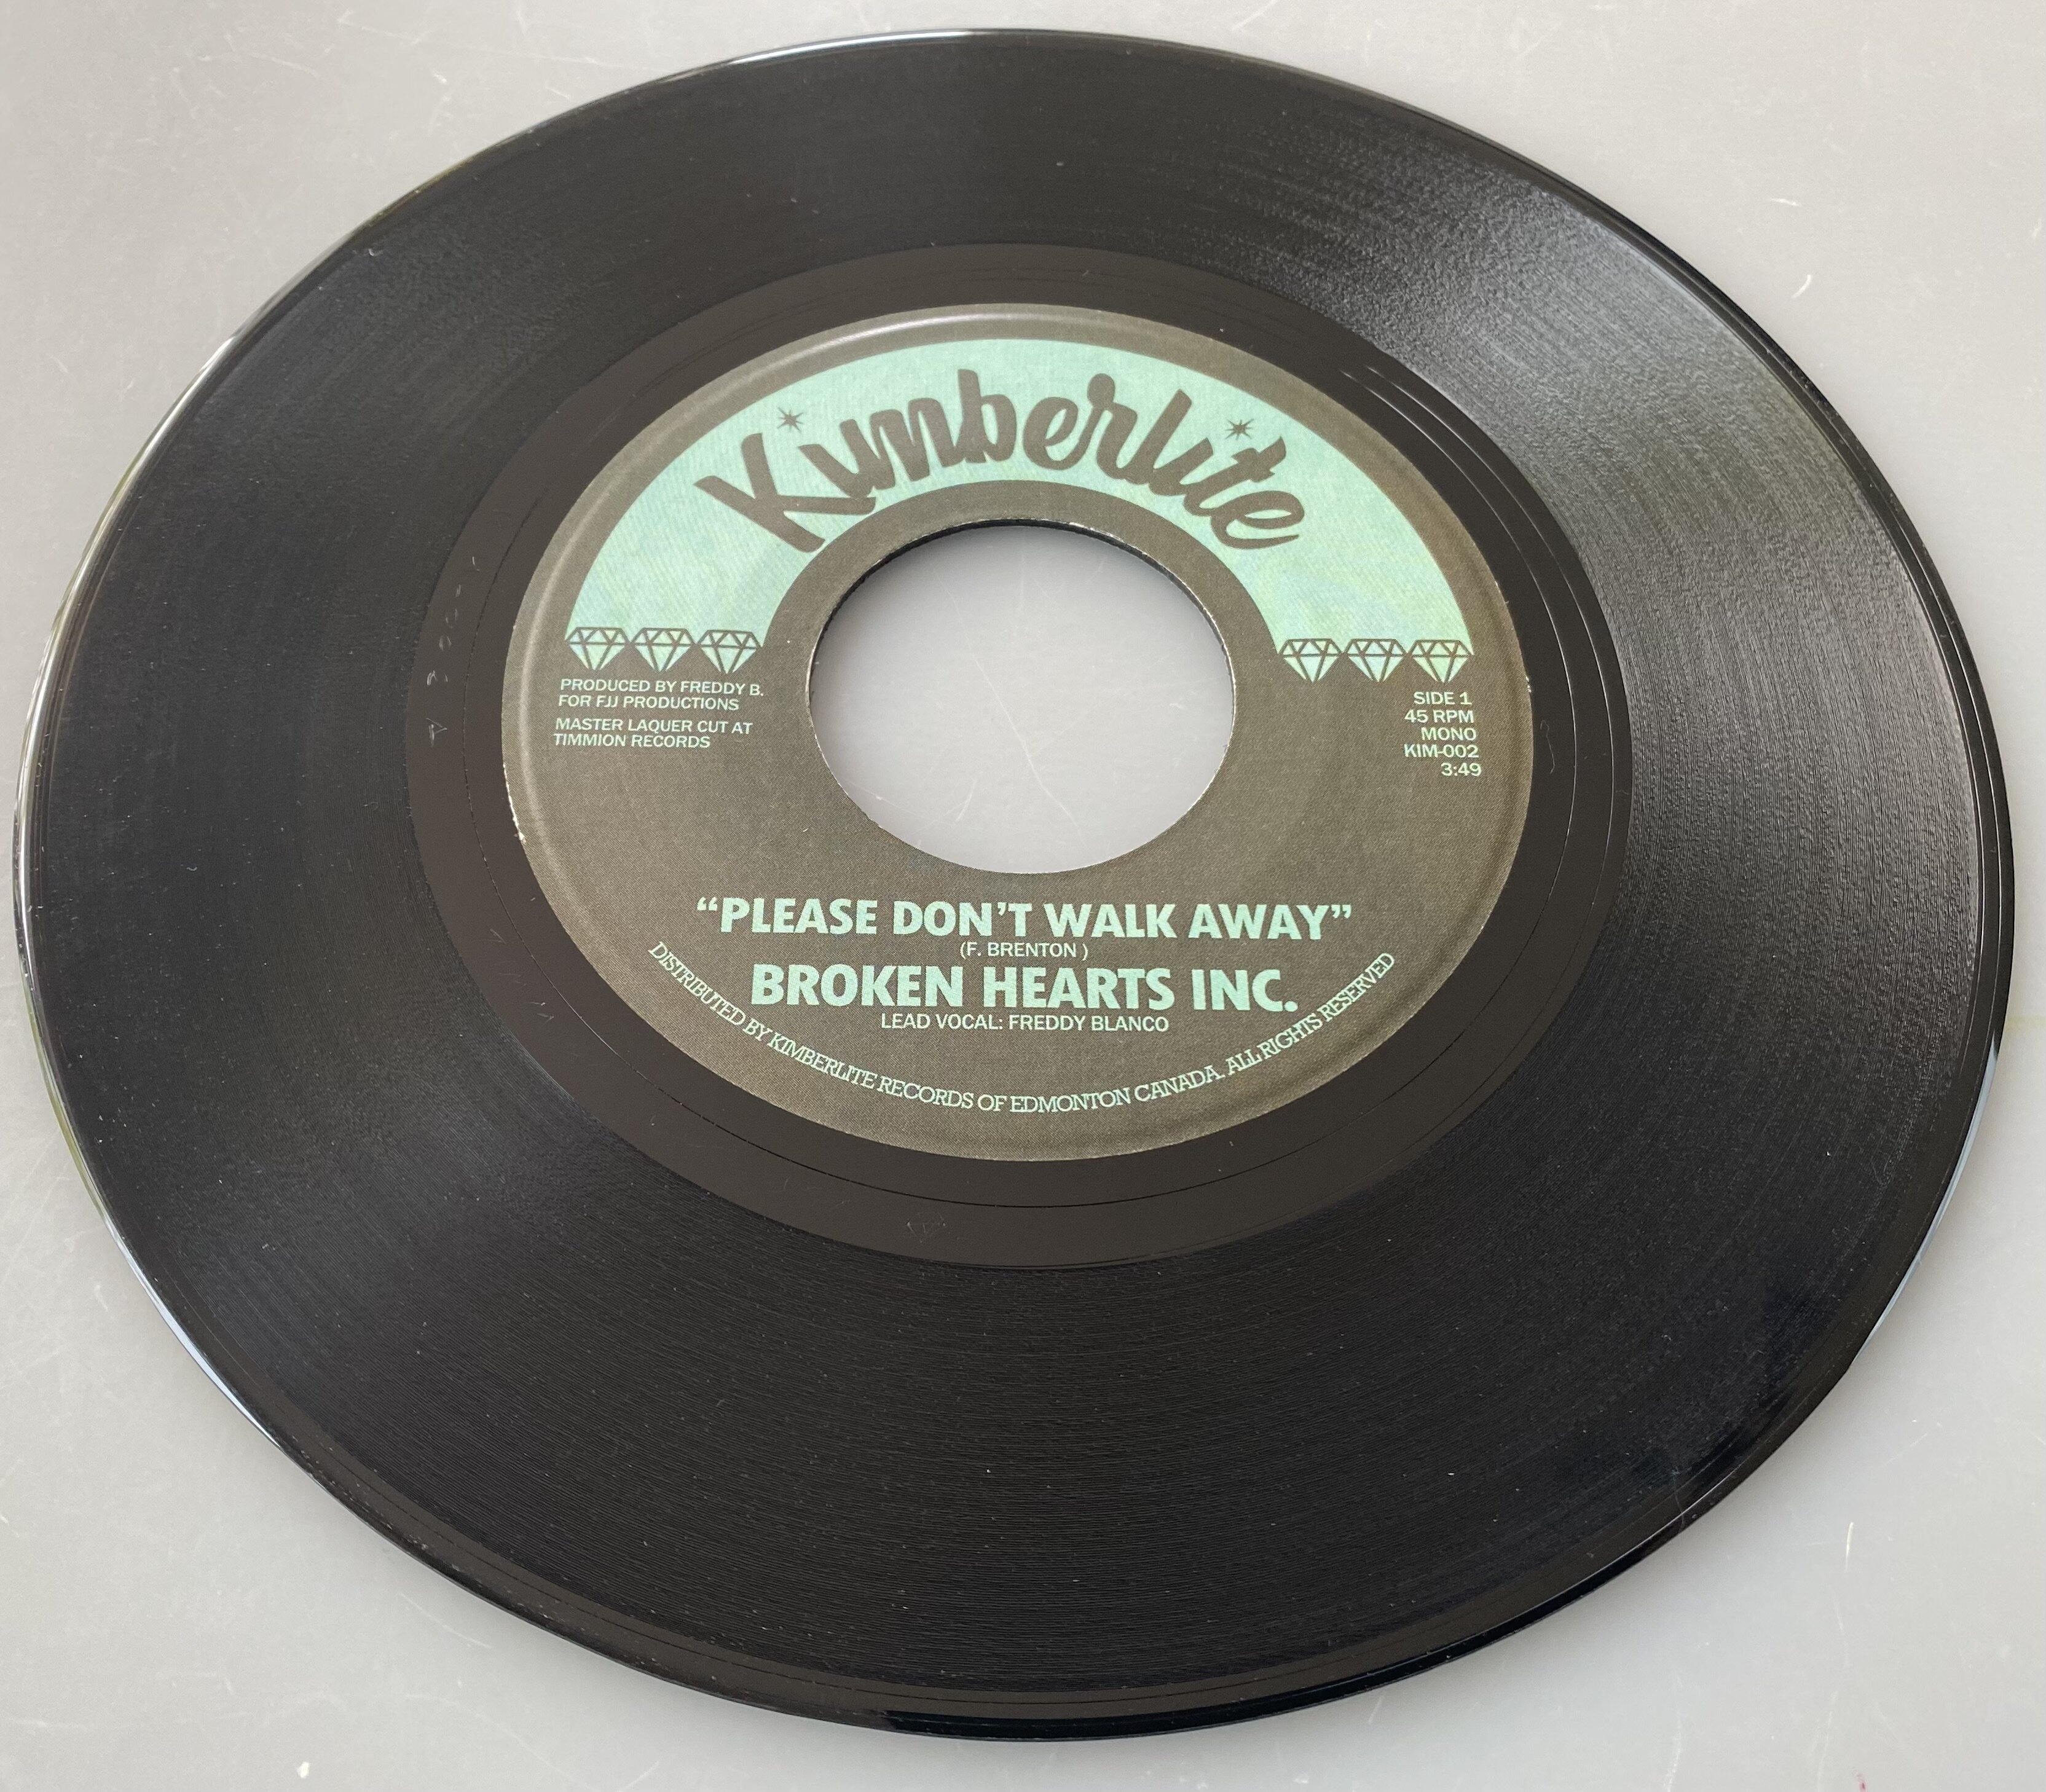 Kimberlite
PRODUCED BY FREDDY B.
FOR FJJ PRODUCTIONS
MASTER LAQUER CUT AT
TIMMION RECORDS
SIDE 1
45 RPM
MONO
KIM-002
3:49
“PLEASE DON’T WALK AWAY”
(F. BRENTON )
BROKEN HEARTS INC.
LEAD VOCAL: FREDDY BLANCO
DISTRIBUTED BY KIMBERLITE RECORDS OF EDMONTON CANADA. ALL RIGHTS RESERVED